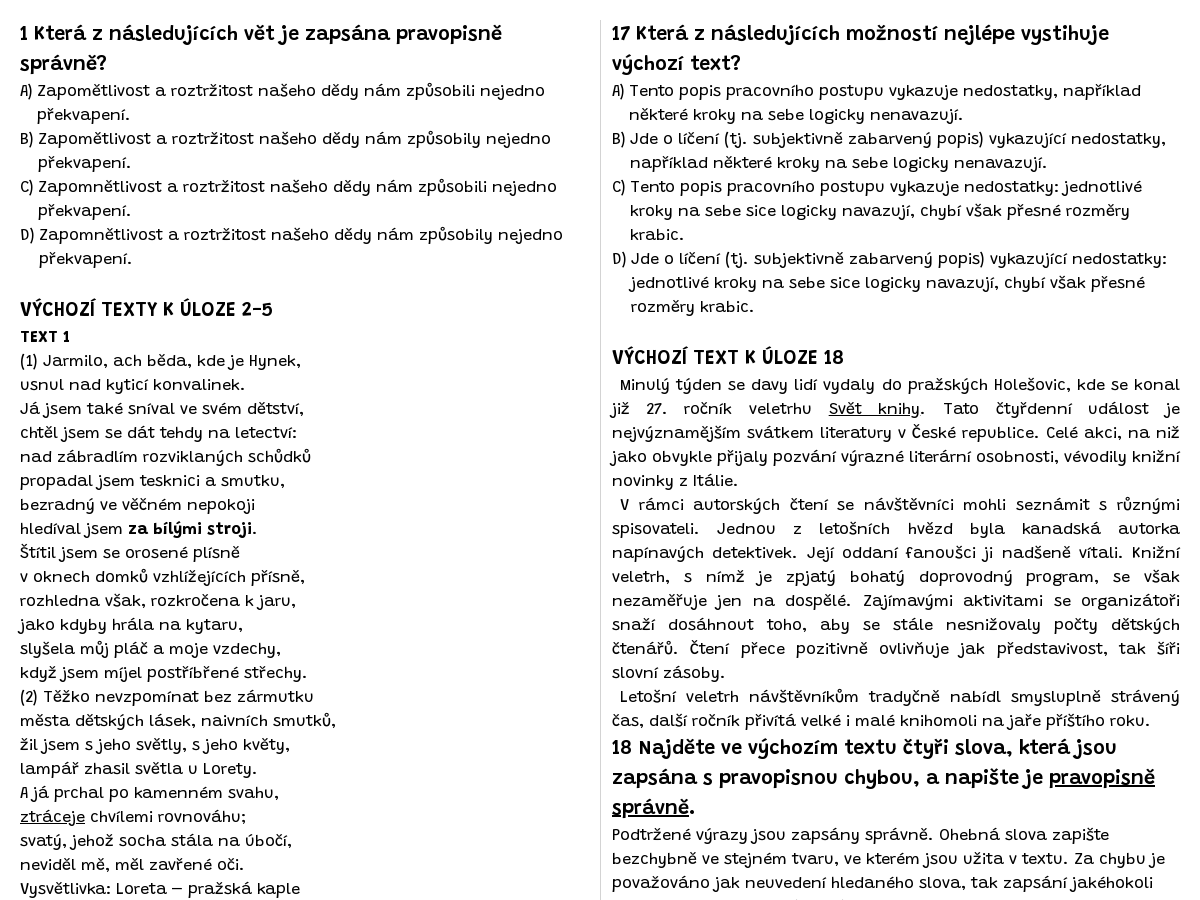 1 Která z následujících vět je zapsána pravopisně
správně?
A) Zapomětlivost a roztržitost našeho dědy nám způsobili nejedno
překvapení.
B) Zapomětlivost a roztržitost našeho dědy nám způsobily nejedno
překvapení.
C) Zapomnětlivost a roztržitost našeho dědy nám způsobili nejedno
překvapení.
D) Zapomnětlivost a roztržitost našeho dědy nám způsobily nejedno
překvapení.
VÝCHOZÍ TEXTY K ÚLOZE 2-5
TEXT 1
(1) Jarmilo, ach běda, kde je Hynek,
usnul nad kyticí konvalinek.
Já jsem také sníval ve svém dětství,
chtěl jsem se dát tehdy na letectví:
nad zábradlím rozviklaných schůdků
propadal jsem tesknici a smutku,
bezradný ve věčném nepokoji
hledíval jsem za bílými stroji.
Štítil jsem se orosené plísně
v oknech domků vzhlížejících přísně,
rozhledna však, rozkročena k jaru,
jako kdyby hrála na kytaru,
slyšela můj pláč a moje vzdechy,
když jsem míjel postříbřené střechy.
(2) Těžko nevzpomínat bez zármutku
města dětských lásek, naivních smutků,
žil jsem s jeho světly, s jeho květy,
lampář zhasil světla u Lorety.
A já prchal po kamenném svahu,
ztráceje chvílemi rovnováhu;
svatý, jehož socha stála na úbočí,
neviděl mě, měl zavřené oči.
Vysvětlivka: Loreta – pražská kaple
17 Která z následujících možností nejlépe vystihuje
výchozí text?
A) Tento popis pracovního postupu vykazuje nedostatky, například
některé kroky na sebe logicky nenavazují.
B) Jde o líčení (tj. subjektivně zabarvený popis) vykazující nedostatky,
například některé kroky na sebe logicky nenavazují.
C) Tento popis pracovního postupu vykazuje nedostatky: jednotlivé
kroky na sebe sice logicky navazují, chybí však přesné rozměry
krabic.
D) Jde o líčení (tj. subjektivně zabarvený popis) vykazující nedostatky:
jednotlivé kroky na sebe sice logicky navazují, chybí však přesné
rozměry krabic.
VÝCHOZÍ TEXT K ÚLOZE 18
Minulý týden se davy lidí vydaly do pražských Holešovic, kde se konal
již 27. ročník veletrhu Svět knihy. Tato čtyřdenní událost je
nejvýznamějším svátkem literatury v České republice. Celé akci, na niž
jako obvykle přijaly pozvání výrazné literární osobnosti, vévodily knižní
novinky z Itálie.
V rámci autorských čtení se návštěvníci mohli seznámit s různými
spisovateli. Jednou z letošních hvězd byla kanadská autorka
napínavých detektivek. Její oddaní fanoušci ji nadšeně vítali. Knižní
veletrh, s nímž je zpjatý bohatý doprovodný program, se však
nezaměřuje jen na dospělé. Zajímavými aktivitami se organizátoři
snaží dosáhnout toho, aby se stále nesnižovaly počty dětských
čtenářů. Čtení přece pozitivně ovlivňuje jak představivost, tak šíři
slovní zásoby.
Letošní veletrh návštěvníkům tradyčně nabídl smysluplně strávený
čas, další ročník přivítá velké i malé knihomoli na jaře příštího roku.
18 Najděte ve výchozím textu čtyři slova, která jsou
zapsána s pravopisnou chybou, a napište je pravopisně
správně.
Podtržené výrazy jsou zapsány správně. Ohebná slova zapište
bezchybně ve stejném tvaru, ve kterém jsou užita v textu. Za chybu je
považováno jak neuvedení hledaného slova, tak zapsání jakéhokoli